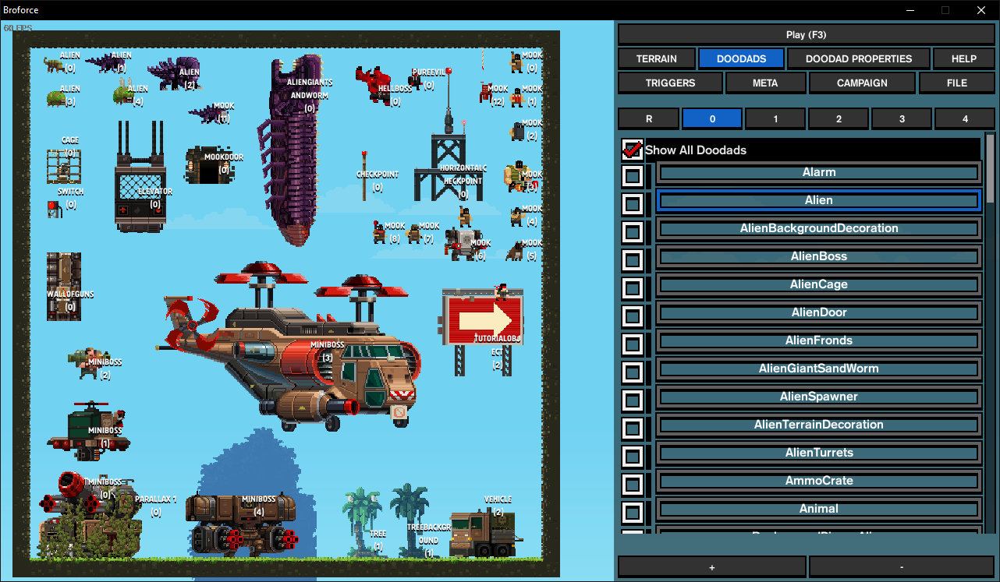 Broforce
60 FPS
ALIEN
(0)
ALIEN
(1)
ALIEN
(2)
ALIEN
(3)
ALIEN
(4)
MOOK
(11)
ALIENGIANTS
ANDWORM
(0)
HELLBOSS
(0)
PUREEVIL
(0)
MOOK
(12)
MOOK
(0)
MOOK
(1)
MOOK
(2)
MOOK
(3)
MOOK
(4)
MOOK
(5)
MOOK
(6)
MOOK
(7)
MOOK
(8)
CAGE
(0)
SWITCH
(0)
ELEVATOR
(0)
MOOKDOOR
(0)
CHECKPOINT
(0)
HORIZONTALC
HECKPOINT
(0)
WALLOFGUNS
(0)
MINIBOSS
(2)
MINIBOSS
(3)
TUTORIALOBJ
ECT
(2)
MINIBOSS
(1)
MINIBOSS
(0)
PARALLAX 1
(0)
MINIBOSS
(4)
TREE
(1)
TREEBACKGR
OUND
(1)
VEHICLE
(2)
Play (F3)
TERRAIN
DOODADS
DOODAD PROPERTIES
HELP
TRIGGERS
META
CAMPAIGN
FILE
R
0
1
2
3
4
Show All Doodads
Alarm
Alien
AlienBackgroundDecoration
AlienBoss
AlienCage
AlienDoor
AlienFronds
AlienGiantSandWorm
AlienSpawner
AlienTerrainDecoration
AlienTurrets
AmmoCrate
Animal
+
-